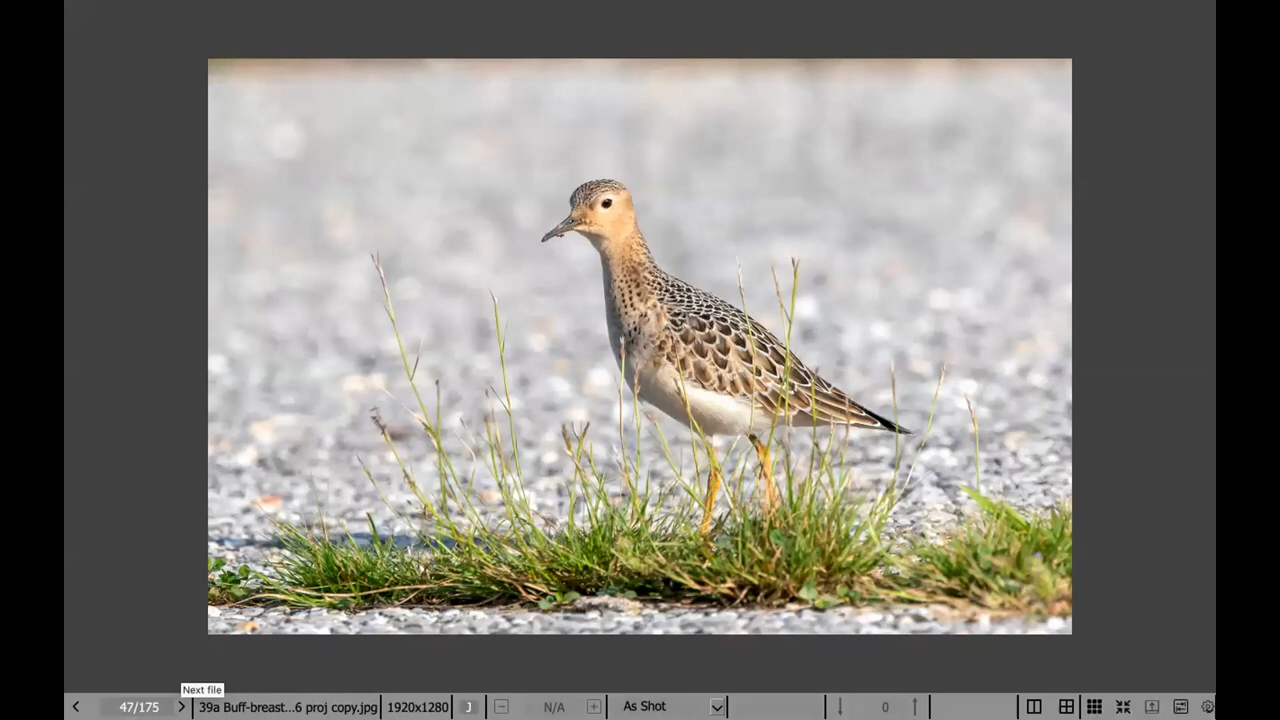 Next file
47/175
39a Buff-breast...6 proj copy.jpg
1920x1280
J
N/A
As Shot
0